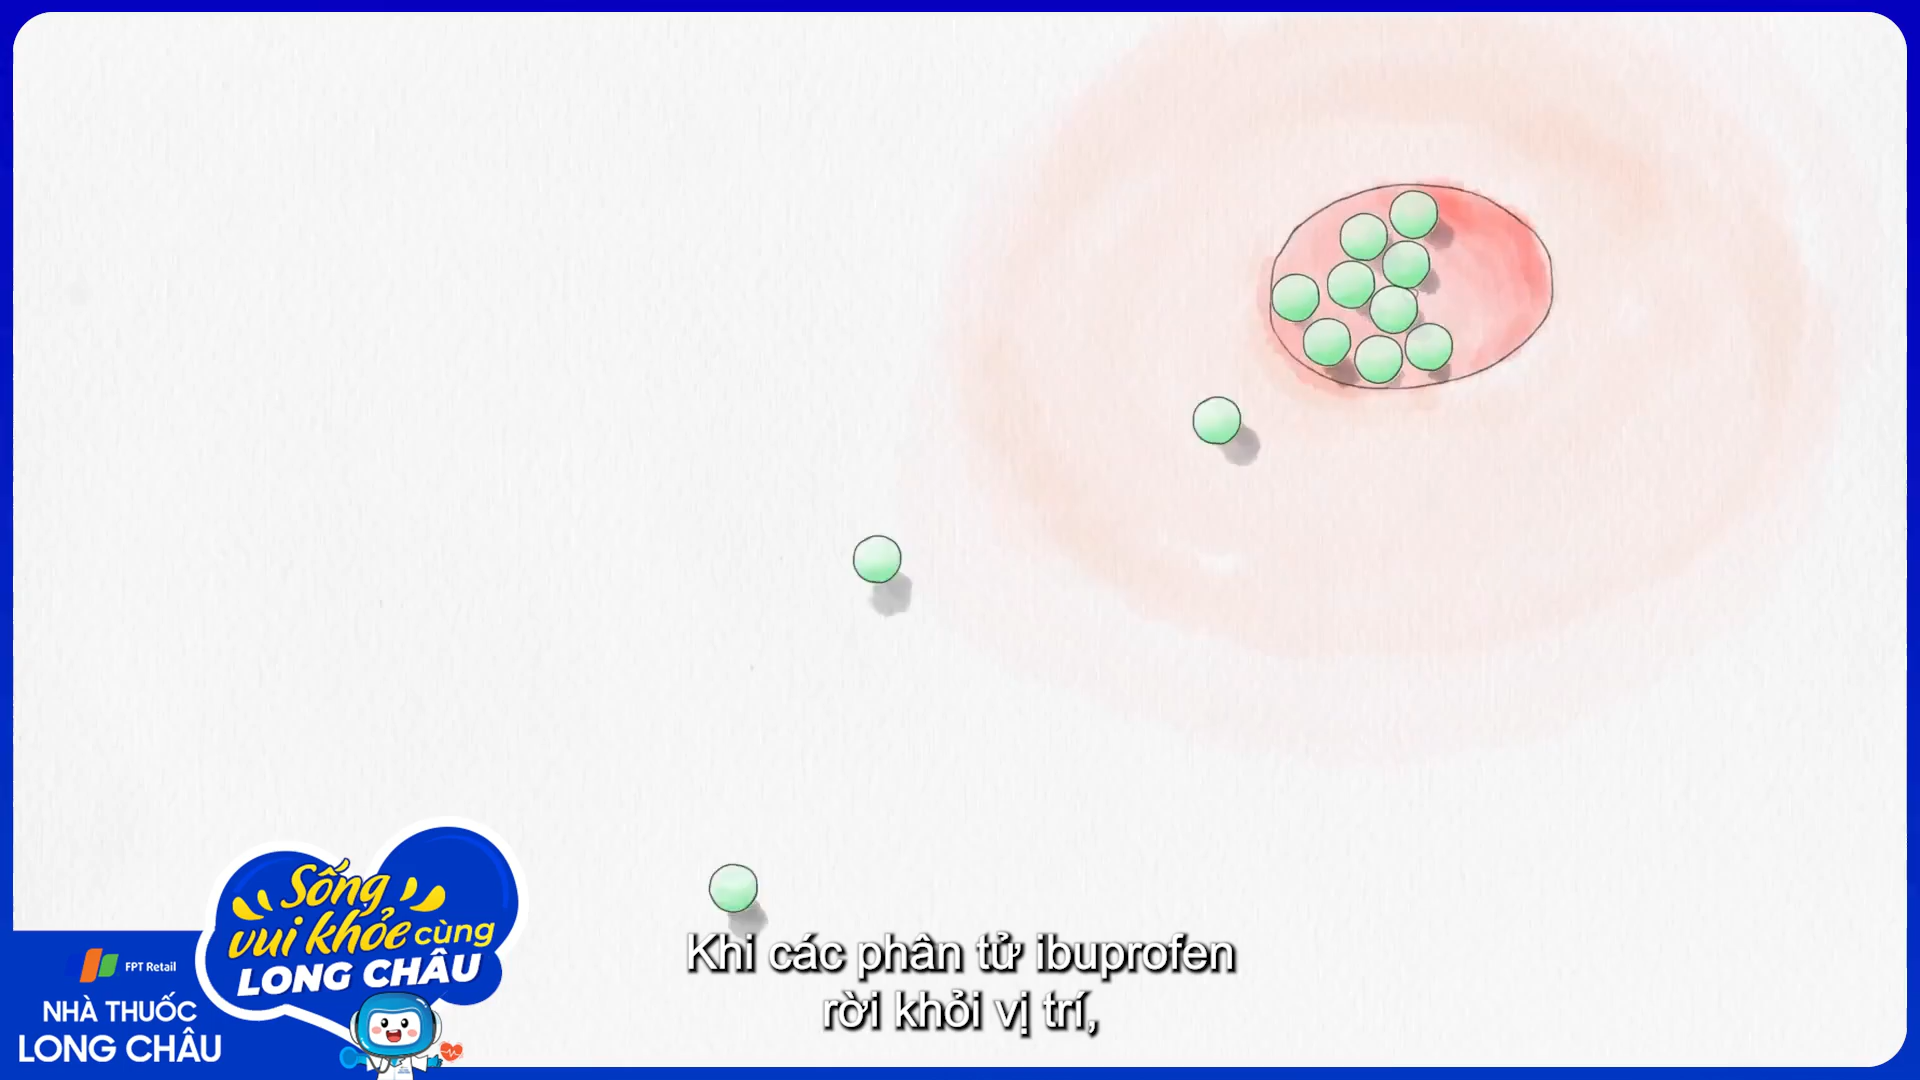 Sống
vui khỏe cùng
LONG CHÂU
FPT Retail
NHÀ THUỐC
LONG CHÂU
Khi các phân tử ibuprofen
rời khỏi vị trí,